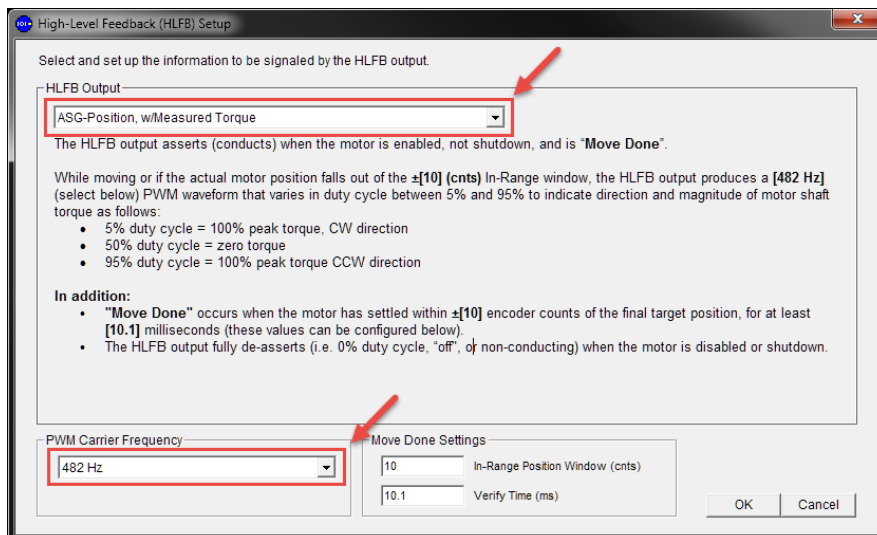 High-Level Feedback (HLFB) Setup
Select and set up the information to be signaled by the HLFB output.
HLFB Output
ASG-Position, w/Measured Torque
The HLFB output asserts (conducts) when the motor is enabled, not shutdown, and is "Move Done".
While moving or if the actual motor position falls out of the ±[10] (cnts) In-Range window, the HLFB output produces a [482 Hz]
(select below) PWM waveform that varies in duty cycle between 5% and 95% to indicate direction and magnitude of motor shaft
torque as follows:
• 5% duty cycle = 100% peak torque, CW direction
• 50% duty cycle = zero torque
• 95% duty cycle = 100% peak torque CCW direction
In addition:
• "Move Done" occurs when the motor has settled within ±[10] encoder counts of the final target position, for at least
[10.1] milliseconds (these values can be configured below).
• The HLFB output fully de-asserts (i.e. 0% duty cycle, "off", or non-conducting) when the motor is disabled or shutdown.
PWM Carrier Frequency
482 Hz
Move Done Settings
10 In-Range Position Window (cnts)
10.1 Verify Time (ms)
OK Cancel